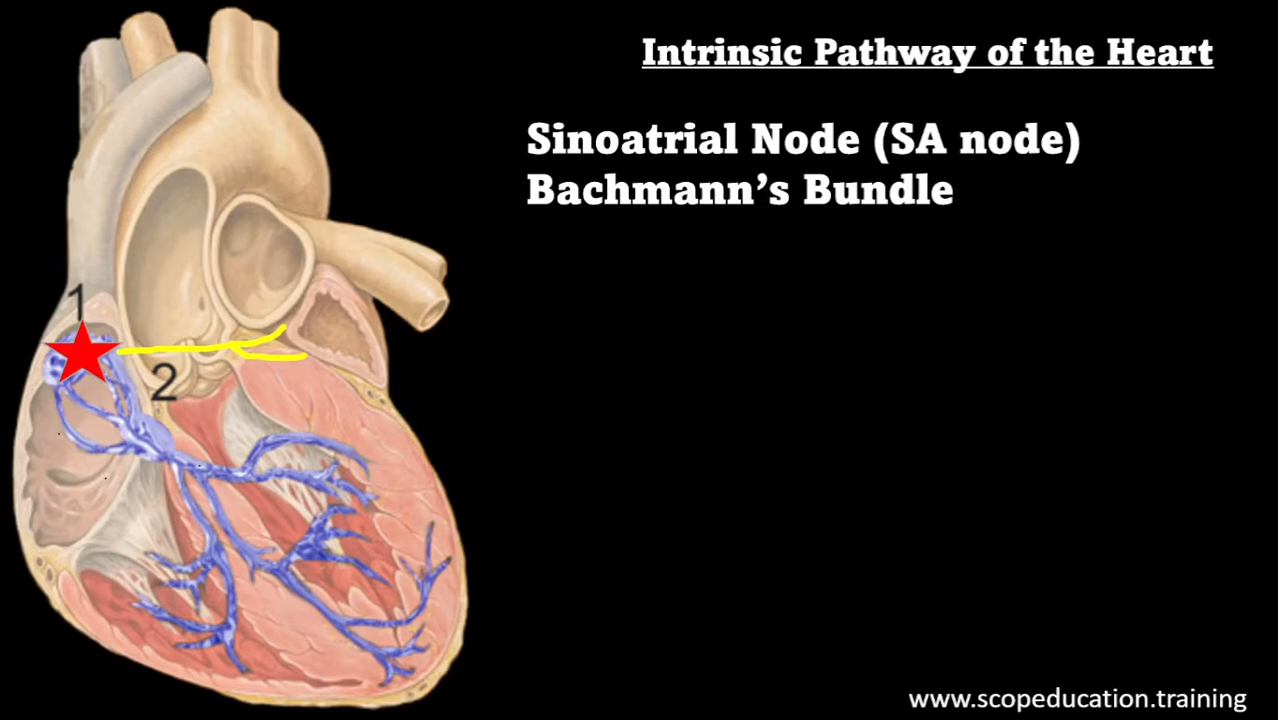 Intrinsic Pathway of the Heart
Sinoatrial Node (SA node)
Bachmann’s Bundle
1
2
www.scopeducation.training